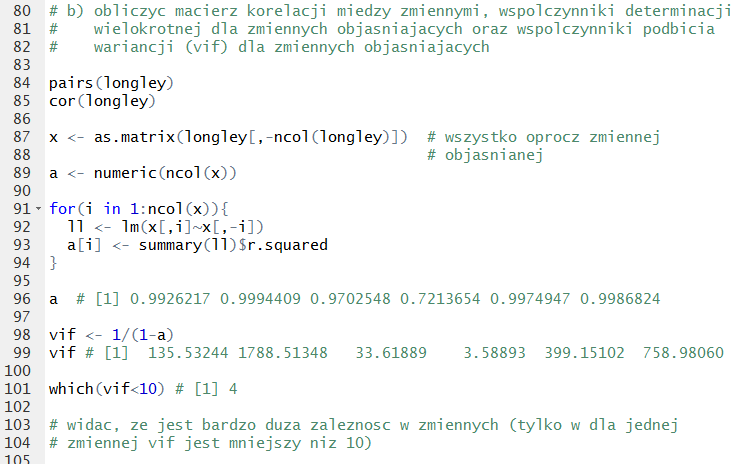 80 # b) obliczyc macierz korelacji miedzy zmiennymi, wspolczynniki determinacji
81 #    wielokrotnej dla zmiennych objasniajacych oraz wspolczynniki podbicia
82 #    wariancji (vif) dla zmiennych objasniajacych
83
84 pairs(longley)
85 cor(longley)
86
87 x <- as.matrix(longley[,-ncol(longley)])  # wszystko oprocz zmiennej
88                                           # objasnianej
89 a <- numeric(ncol(x))
90
91 for(i in 1:ncol(x)){
92   ll <- lm(x[,i]~x[,-i])
93   a[i] <- summary(ll)$r.squared
94 }
95
96 a  # [1] 0.9926217 0.9994409 0.9702548 0.7213654 0.9974947 0.9986824
97
98 vif <- 1/(1-a)
99 vif # [1]  135.53244 1788.51348   33.61889    3.58893  399.15102  758.98060
100
101 which(vif<10) # [1] 4
102
103 # widac, ze jest bardzo duza zaleznosc w zmiennych (tylko w dla jednej
104 # zmiennej vif jest mniejszy niz 10)
105